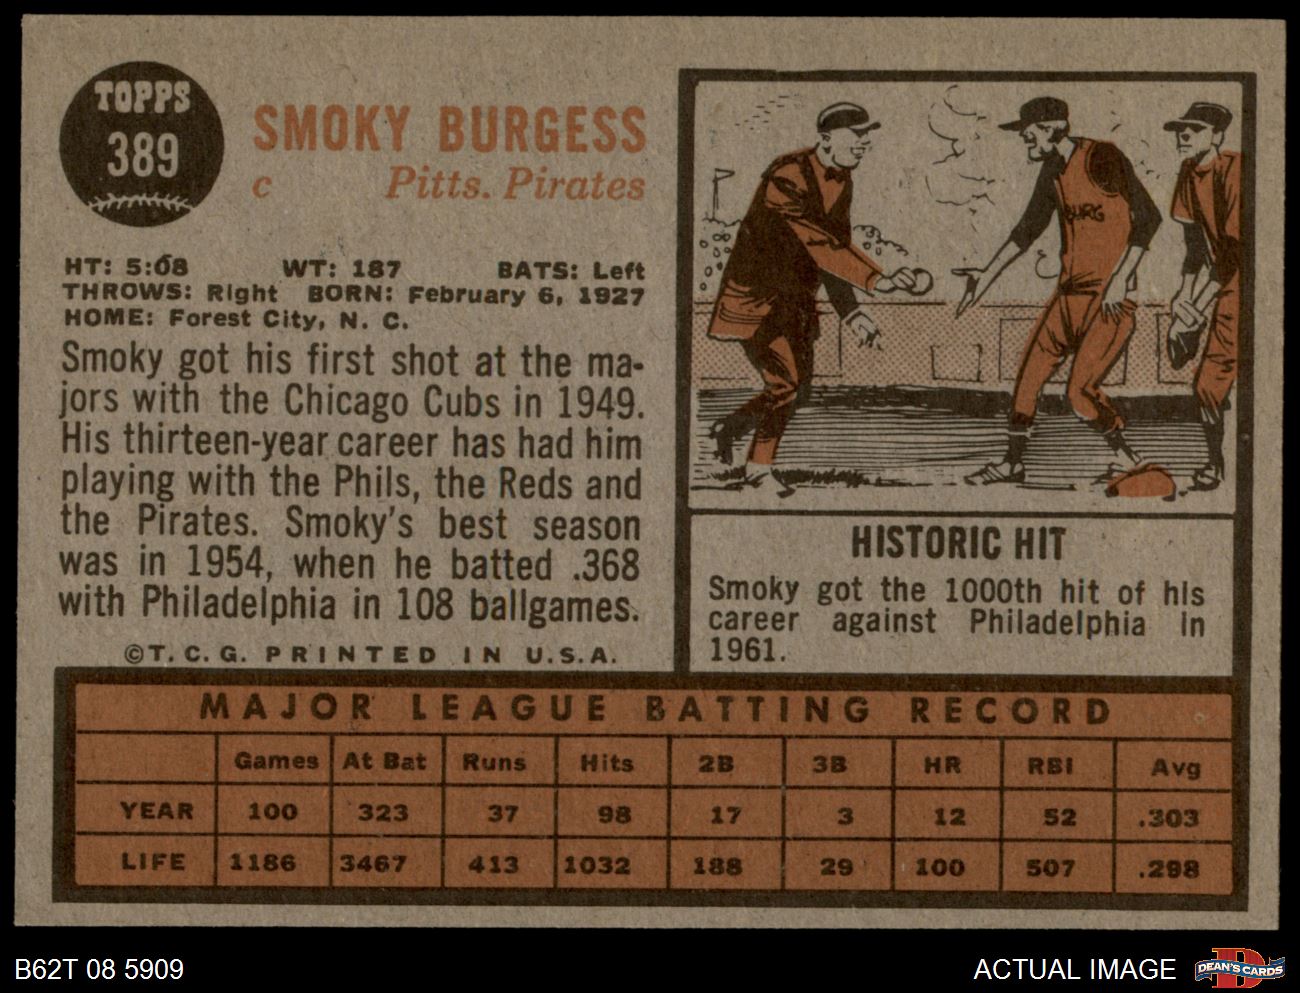 TOPPS
389
SMOKY BURGESS
c Pitts. Pirates
HT: 5:08 WT: 187 BATS: Left
THROWS: Right BORN: February 6, 1927
HOME: Forest City, N. C.
Smoky got his first shot at the ma-
jors with the Chicago Cubs in 1949.
His thirteen-year career has had him
playing with the Phils, the Reds and
the Pirates. Smoky's best season
was in 1954, when he batted .368
with Philadelphia in 108 ballgames.
©T. C. G. PRINTED IN U.S.A.
BURG
HISTORIC HIT
Smoky got the 1000th hit of his
career against Philadelphia in
1961.
MAJOR LEAGUE BATTING RECORD
Games At Bat Runs Hits 2B 3B HR RBI Avg
YEAR 100 323 37 98 17 3 12 52 .303
LIFE 1186 3467 413 1032 188 29 100 507 .298
B62T 08 5909
ACTUAL IMAGE
D
DEAN'S CARDS